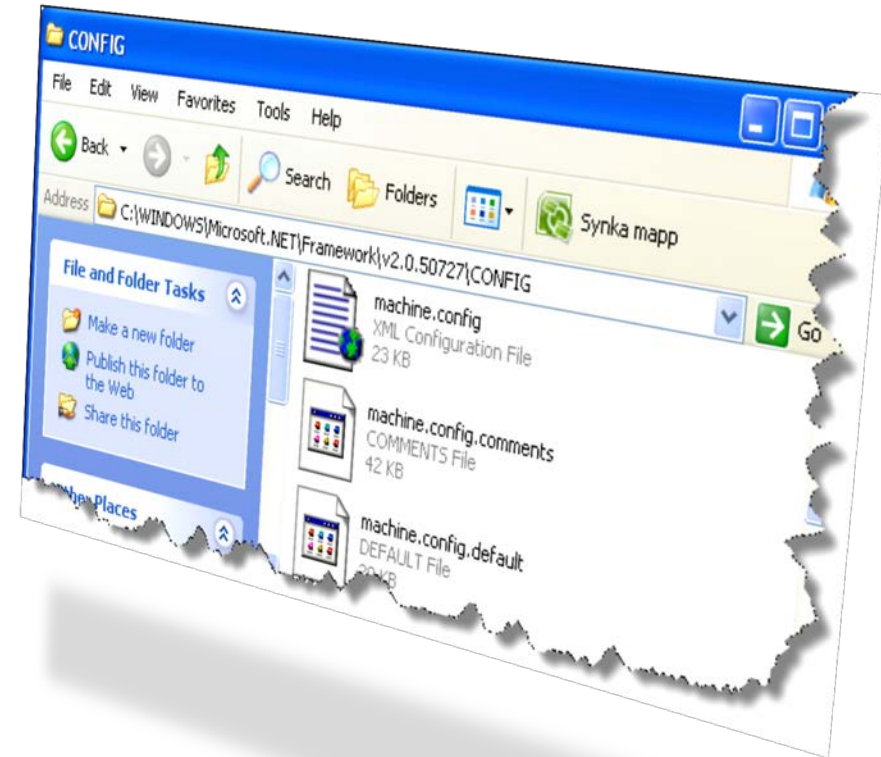 CONFIG
File Edit View Favorites Tools Help
Back Search Folders Synka mapp
Address C:\WINDOWS\Microsoft.NET\Framework\v2.0.50727\CONFIG Go
File and Folder Tasks
Make a new folder
Publish this folder to
the Web
Share this folder
Places
machine.config
XML Configuration File
23 KB
machine.config.comments
COMMENTS File
42 KB
machine.config.default
DEFAULT File
KB